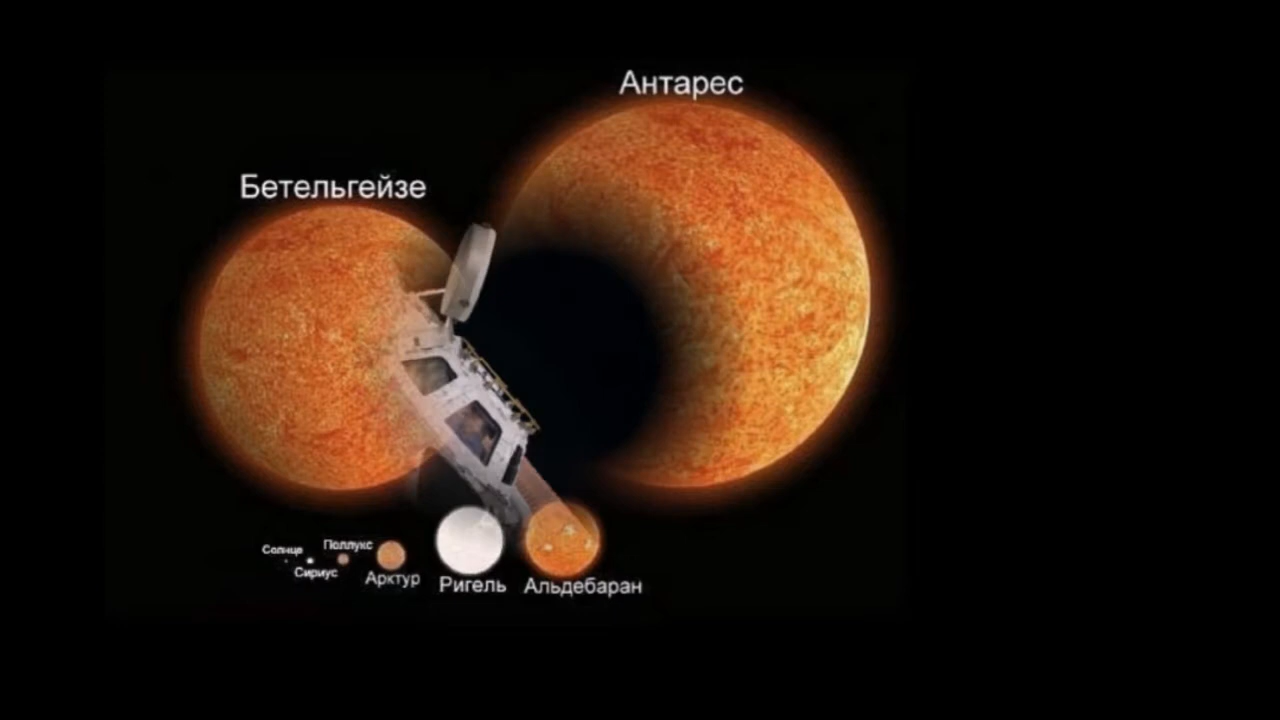 Антарес
Бетельгейзе
Солнце
Поллукс
Сириус
Арктур
Ригель
Альдебаран